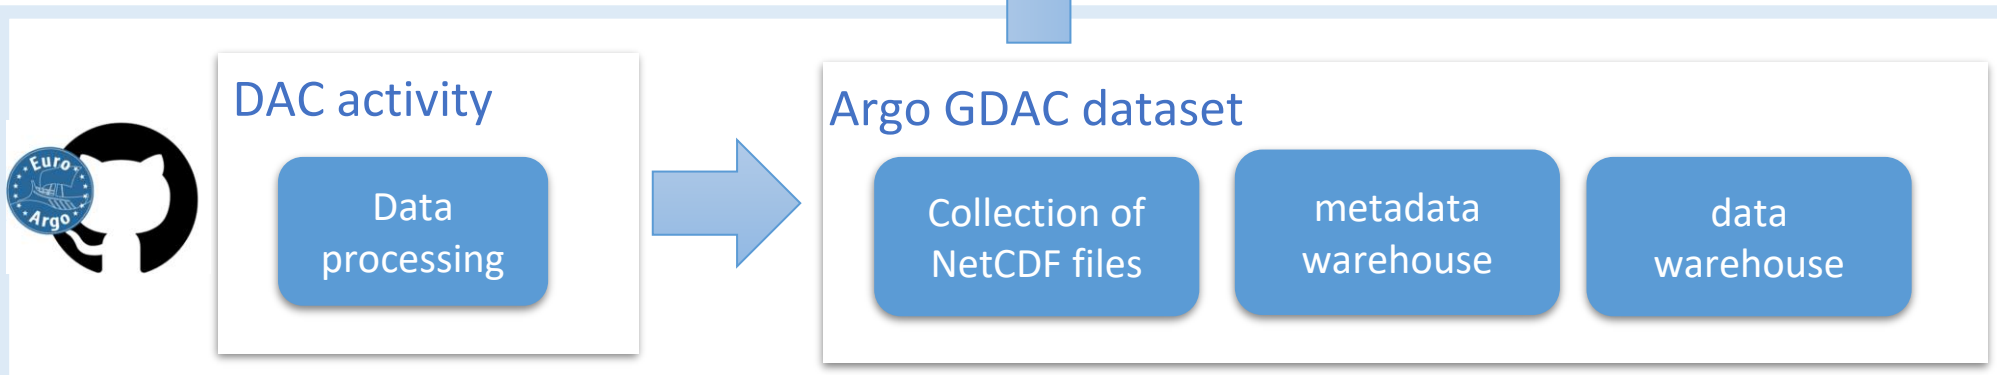 DAC activity
Argo GDAC dataset
Euro
Argo
Data
processing
Collection of
NetCDF files
metadata
warehouse
data
warehouse